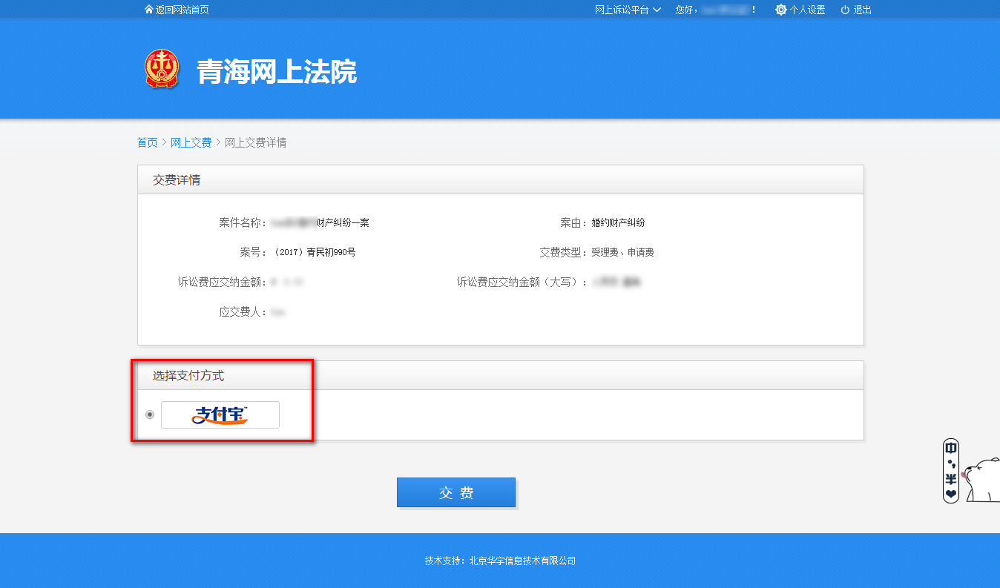 返回网站首页 网上诉讼平台 您好, ! 个人设置 退出
青海网上法院
首页 > 网上交费 > 网上交费详情
交费详情
案件名称: 财产纠纷一案 案由: 婚约财产纠纷
案号: （2017）青民初990号 交费类型: 受理费、申请费
诉讼费应交纳金额: 诉讼费应交纳金额（大写）:
应交费人:
选择支付方式
支付宝
交 费
中
半
技术支持: 北京华宇信息技术有限公司